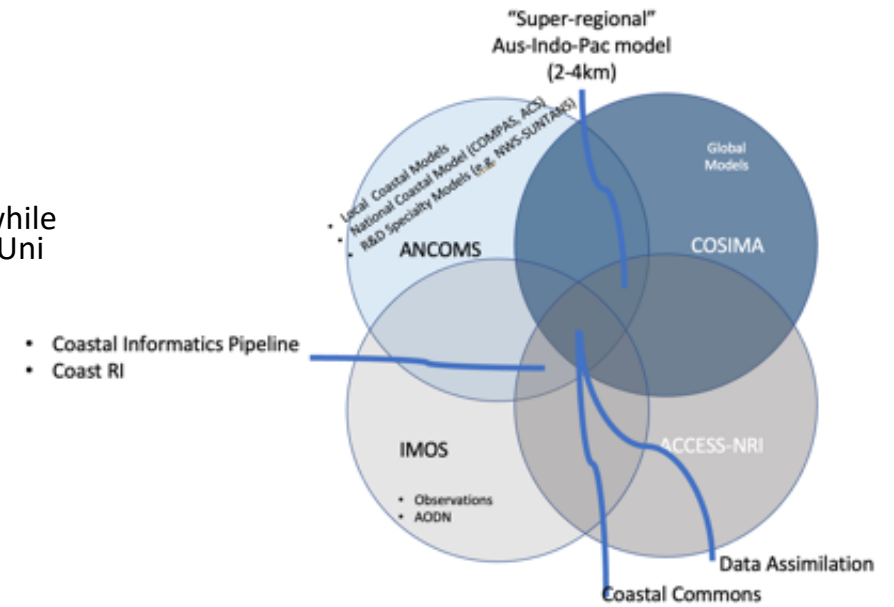 “Super-regional”
Aus-Indo-Pac model
(2-4km)
• Local Coastal Models
• National Coastal Model (COMPAS, ACS)
• R&D Specialty Models (e.g. NWS-SUNTANS)
Global
Models
while
Uni
ANCOMS
COSIMA
• Coastal Informatics Pipeline
• Coast RI
IMOS
ACCESS-NRI
• Observations
• AODN
Data Assimilation
Coastal Commons